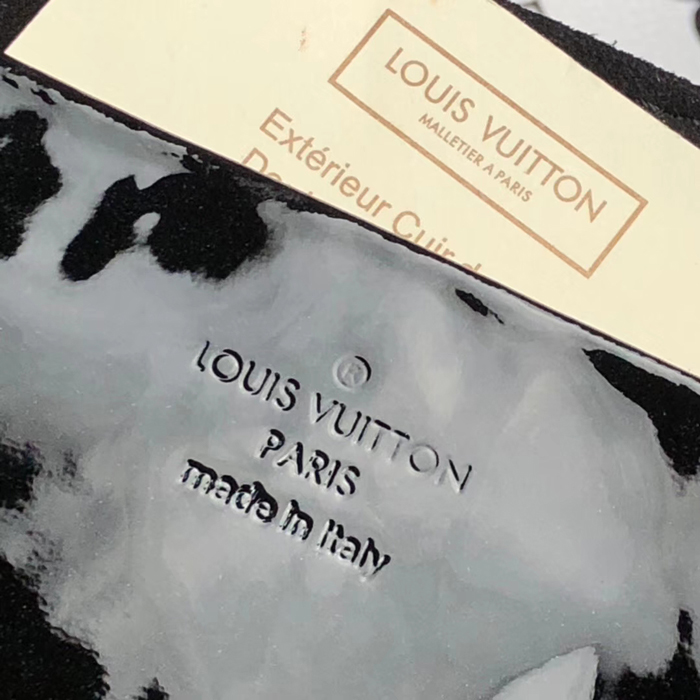 LOUIS VUITTON
MALLETIER A PARIS
Extérieur Cuir
®
LOUIS VUITTON
PARIS
made in Italy